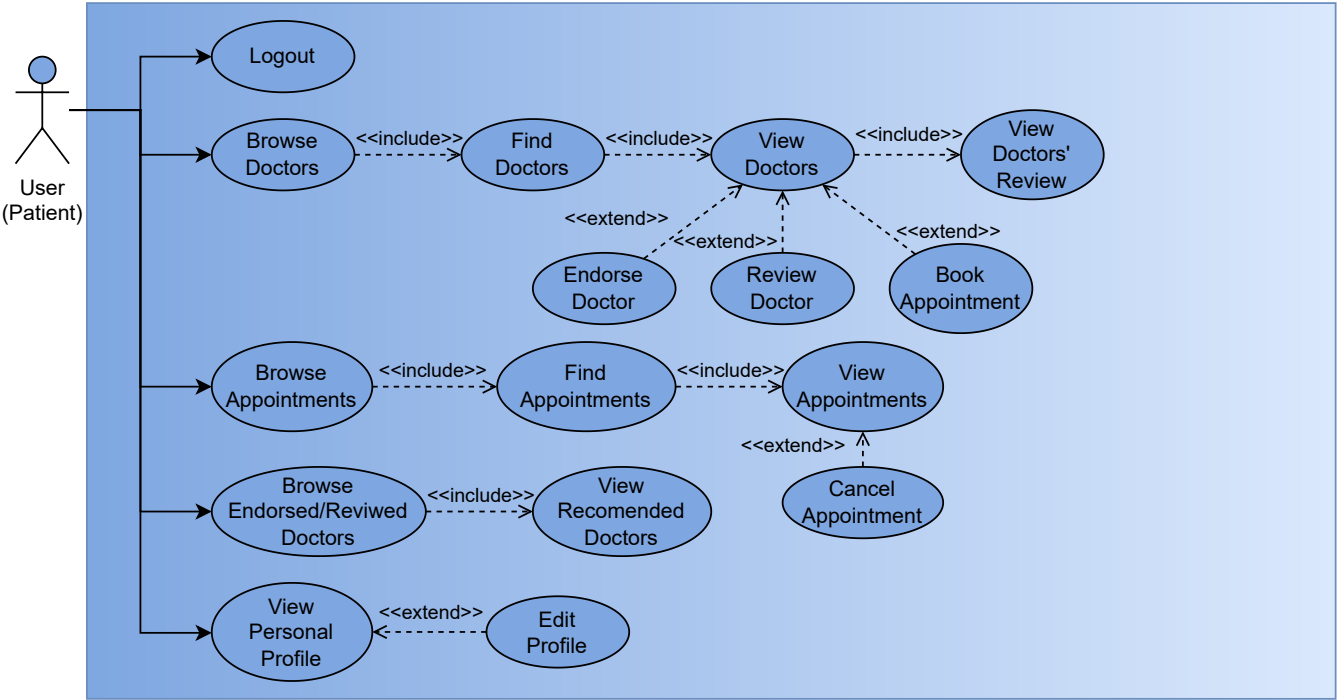 Logout
User
(Patient)
Browse
Doctors
<<include>>
Find
Doctors
<<include>>
View
Doctors
<<include>>
View
Doctors'
Review
<<extend>>
<<extend>>
<<extend>>
Endorse
Doctor
Review
Doctor
Book
Appointment
Browse
Appointments
<<include>>
Find
Appointments
<<include>>
View
Appointments
<<extend>>
Cancel
Appointment
Browse
Endorsed/Reviwed
Doctors
<<include>>
View
Recomended
Doctors
View
Personal
Profile
<<extend>>
Edit
Profile